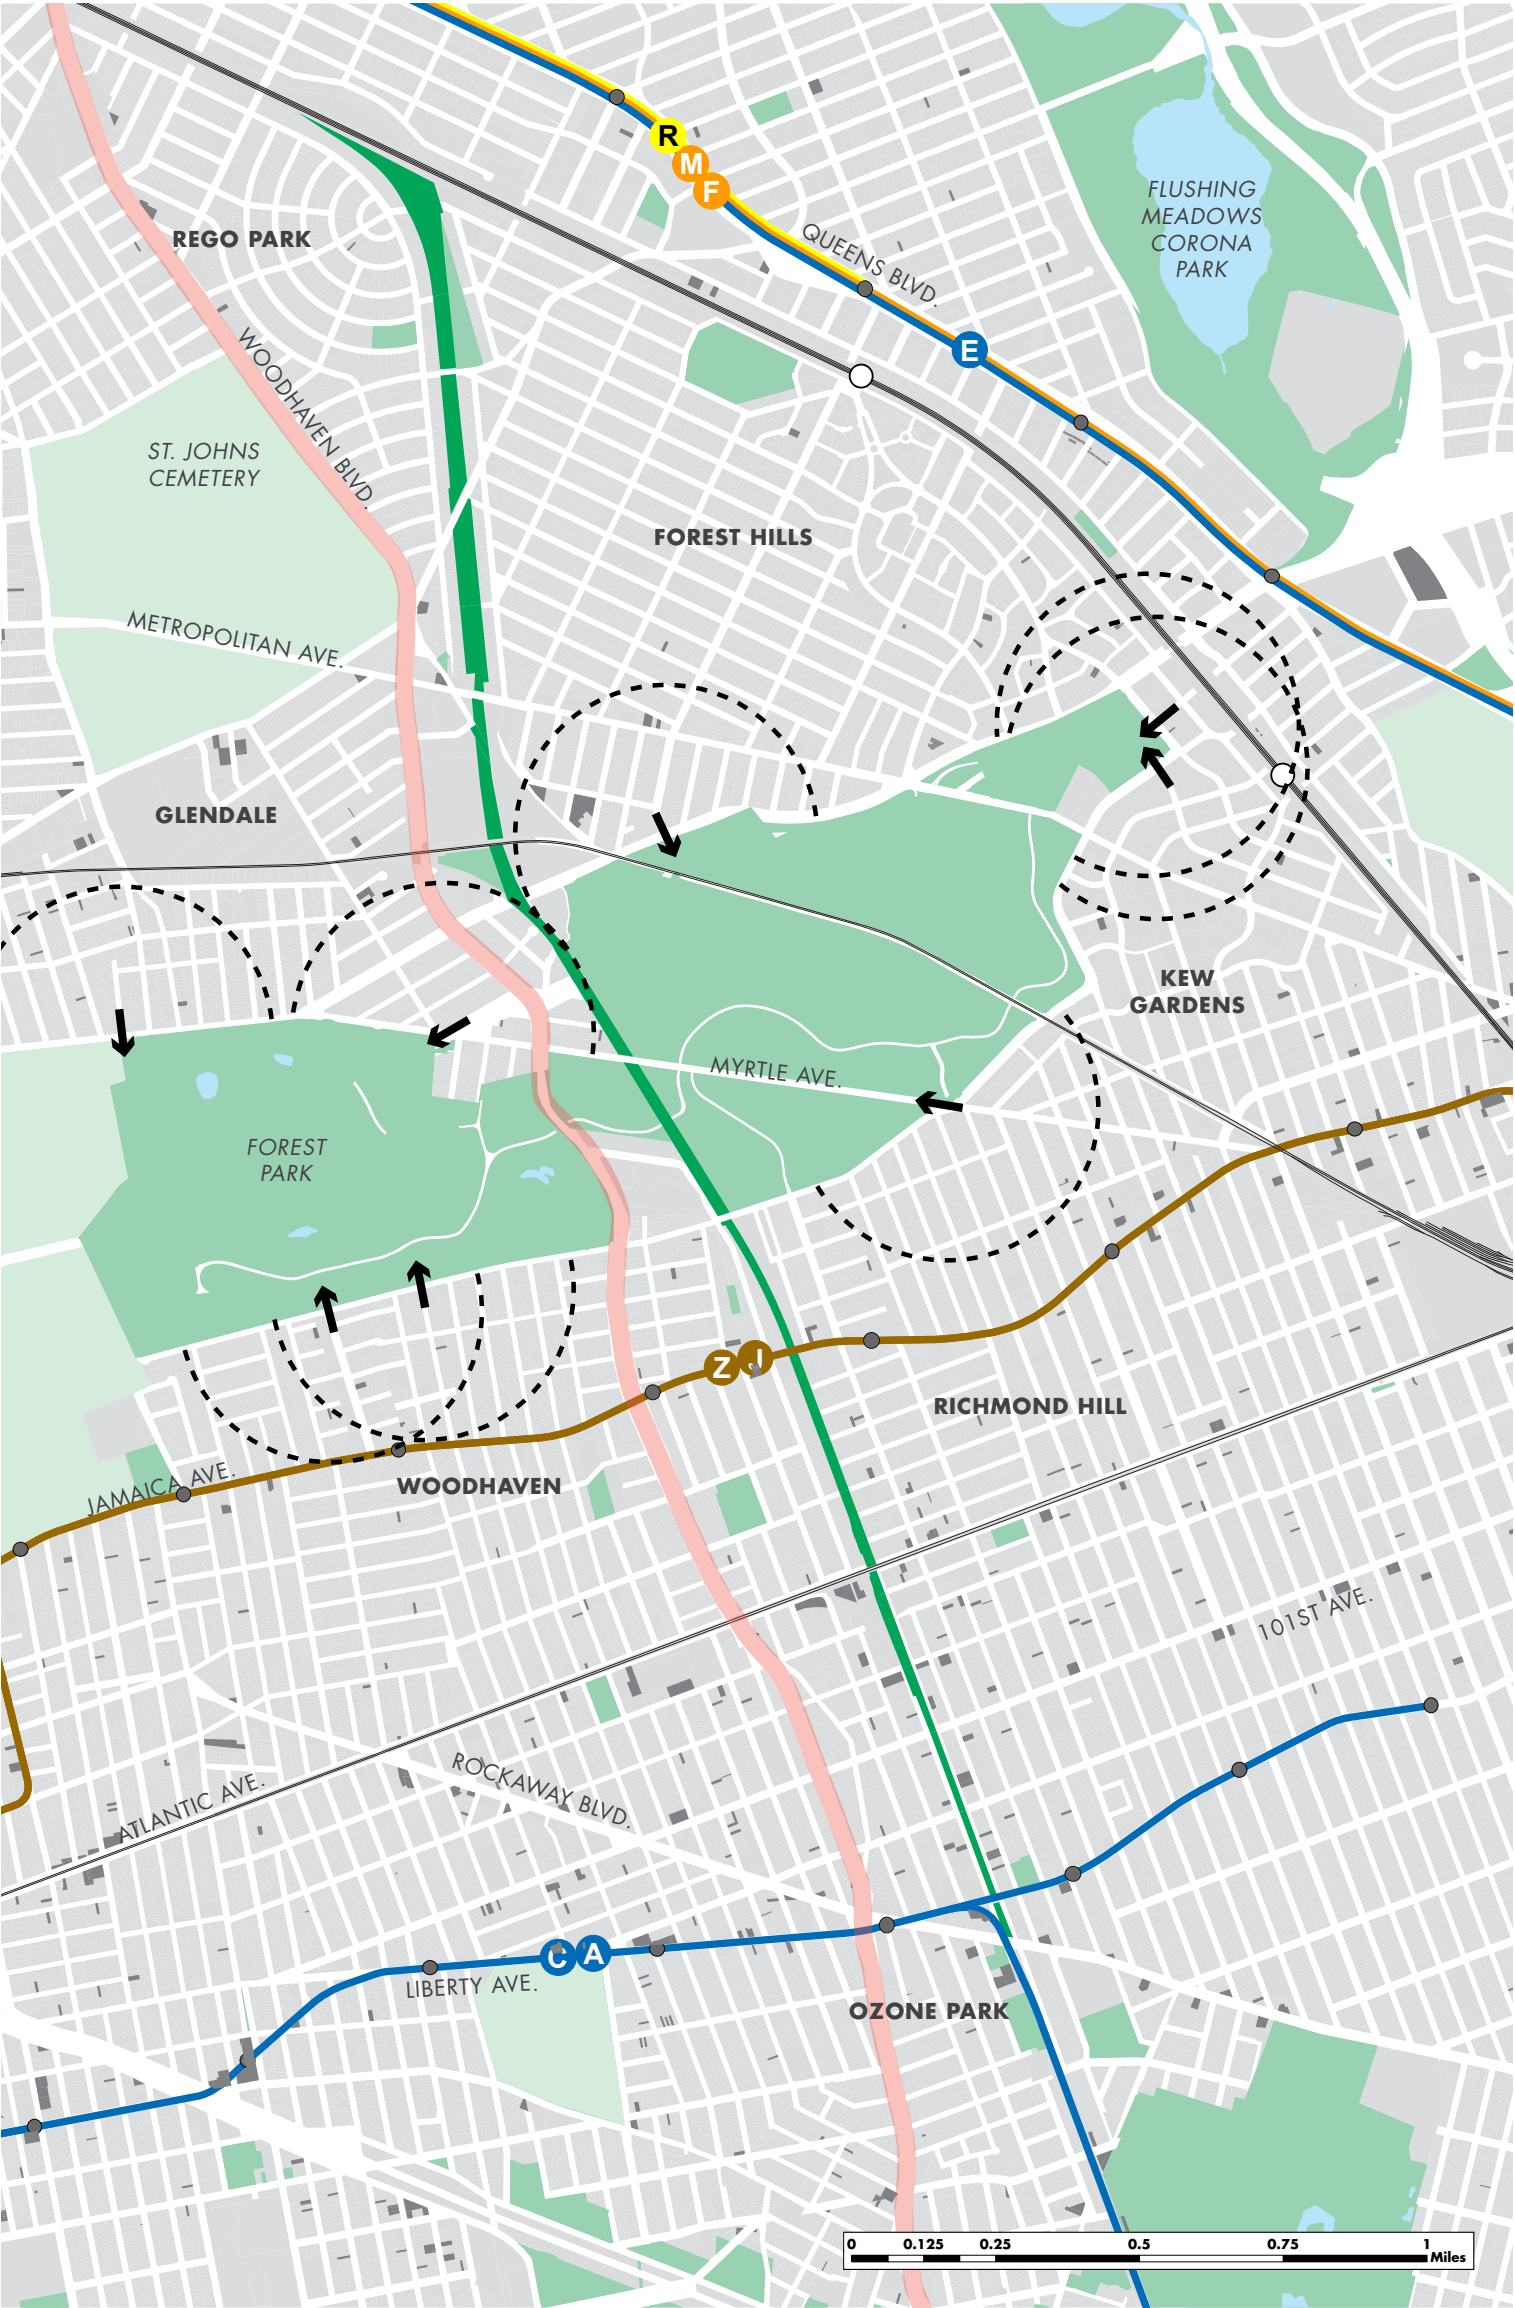 R
M
F
QUEENS BLVD.
FLUSHING
MEADOWS
CORONA
PARK
REGO PARK
E
WOODHAVEN BLVD.
ST. JOHNS
CEMETERY
FOREST HILLS
METROPOLITAN AVE.
GLENDALE
KEW
GARDENS
MYRTLE AVE.
FOREST
PARK
Z
J
RICHMOND HILL
JAMAICA AVE.
WOODHAVEN
101ST AVE.
ROCKAWAY BLVD.
ATLANTIC AVE.
C
A
LIBERTY AVE.
OZONE PARK
0 0.125 0.25 0.5 0.75 1
Miles